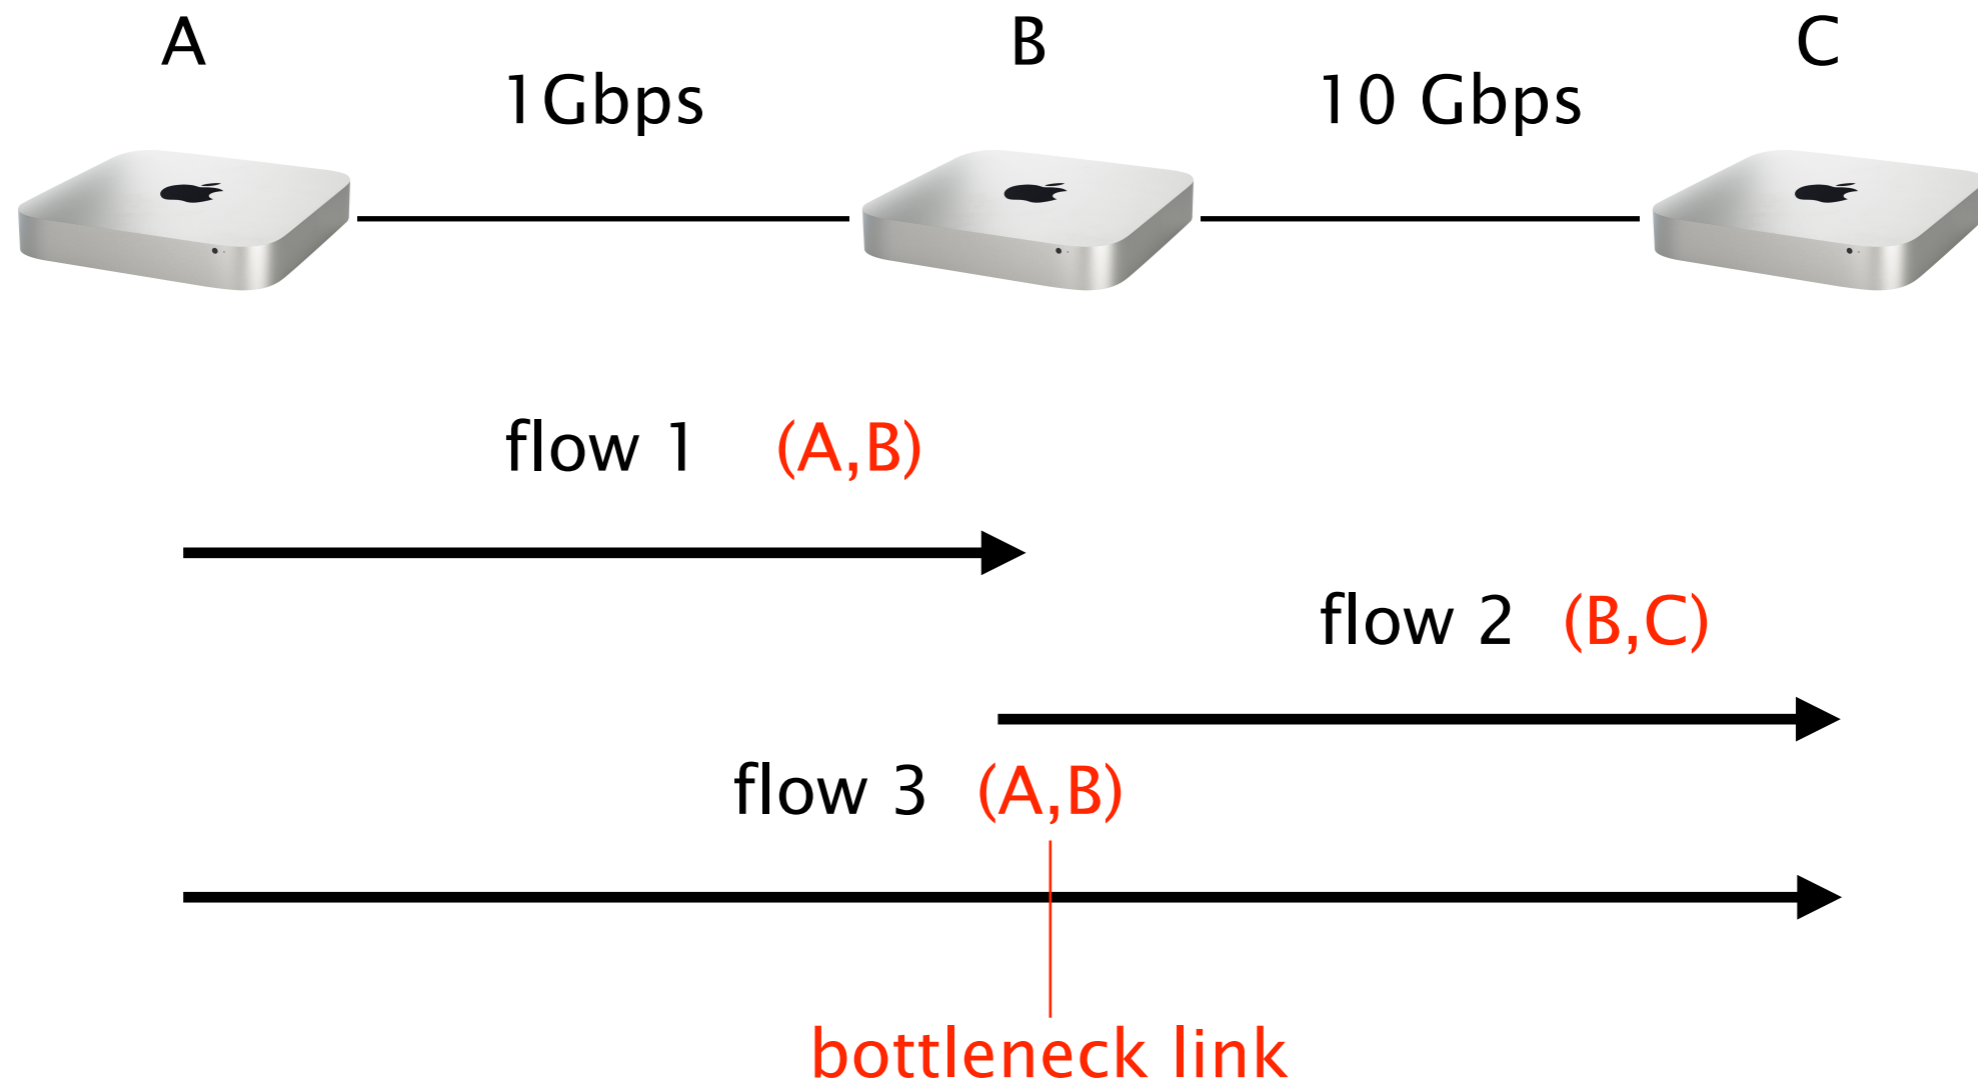 A B C
1Gbps 10 Gbps
flow 1 (A,B)
flow 2 (B,C)
flow 3 (A,B)
bottleneck link